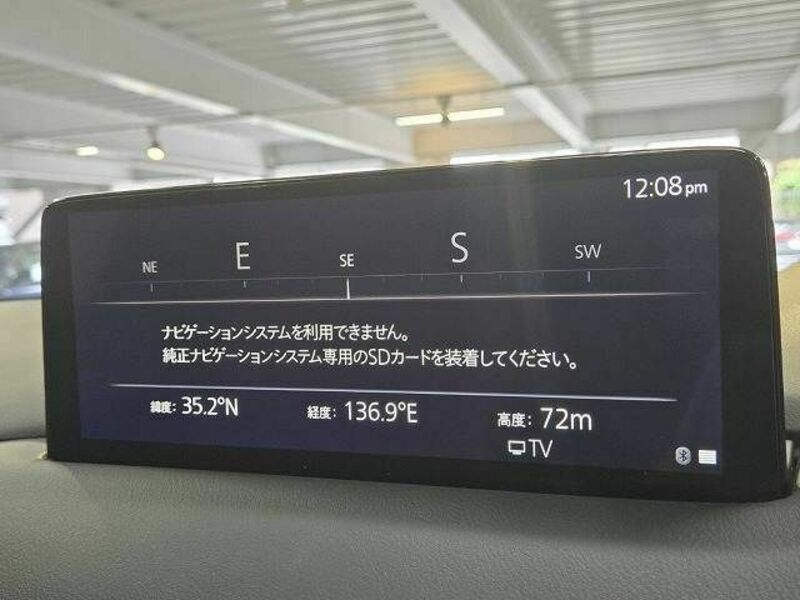 12:08pm
NE E SE S SW
ナビゲーションシステムを利用できません。
純正ナビゲーションシステム専用のSDカードを装着してください。
緯度: 35.2°N 経度: 136.9°E 高度: 72m
TV